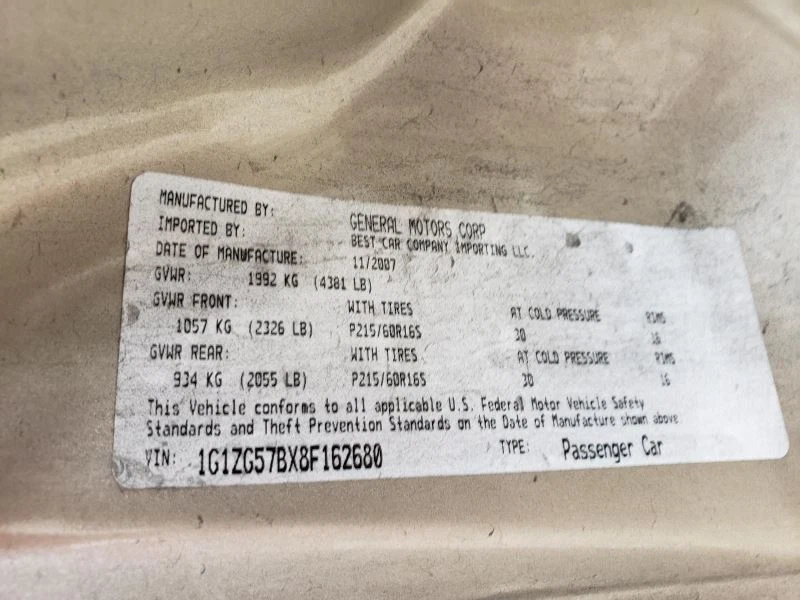 MANUFACTURED BY: GENERAL MOTORS CORP
IMPORTED BY: BEST CAR COMPANY IMPORTING LLC.
DATE OF MANUFACTURE: 11/2007
GVWR: 1992 KG (4381 LB)
GVWR FRONT: WITH TIRES AT COLD PRESSURE RIMS
1057 KG (2326 LB) P215/60R16S 30 16
GVWR REAR: WITH TIRES AT COLD PRESSURE RIMS
934 KG (2055 LB) P215/60R16S 30 16
This Vehicle conforms to all applicable U.S. Federal Motor Vehicle Safety
Standards and Theft Prevention Standards on the Date of Manufacture shown above
VIN: 1G1ZG57BX8F162680 TYPE: Passenger Car